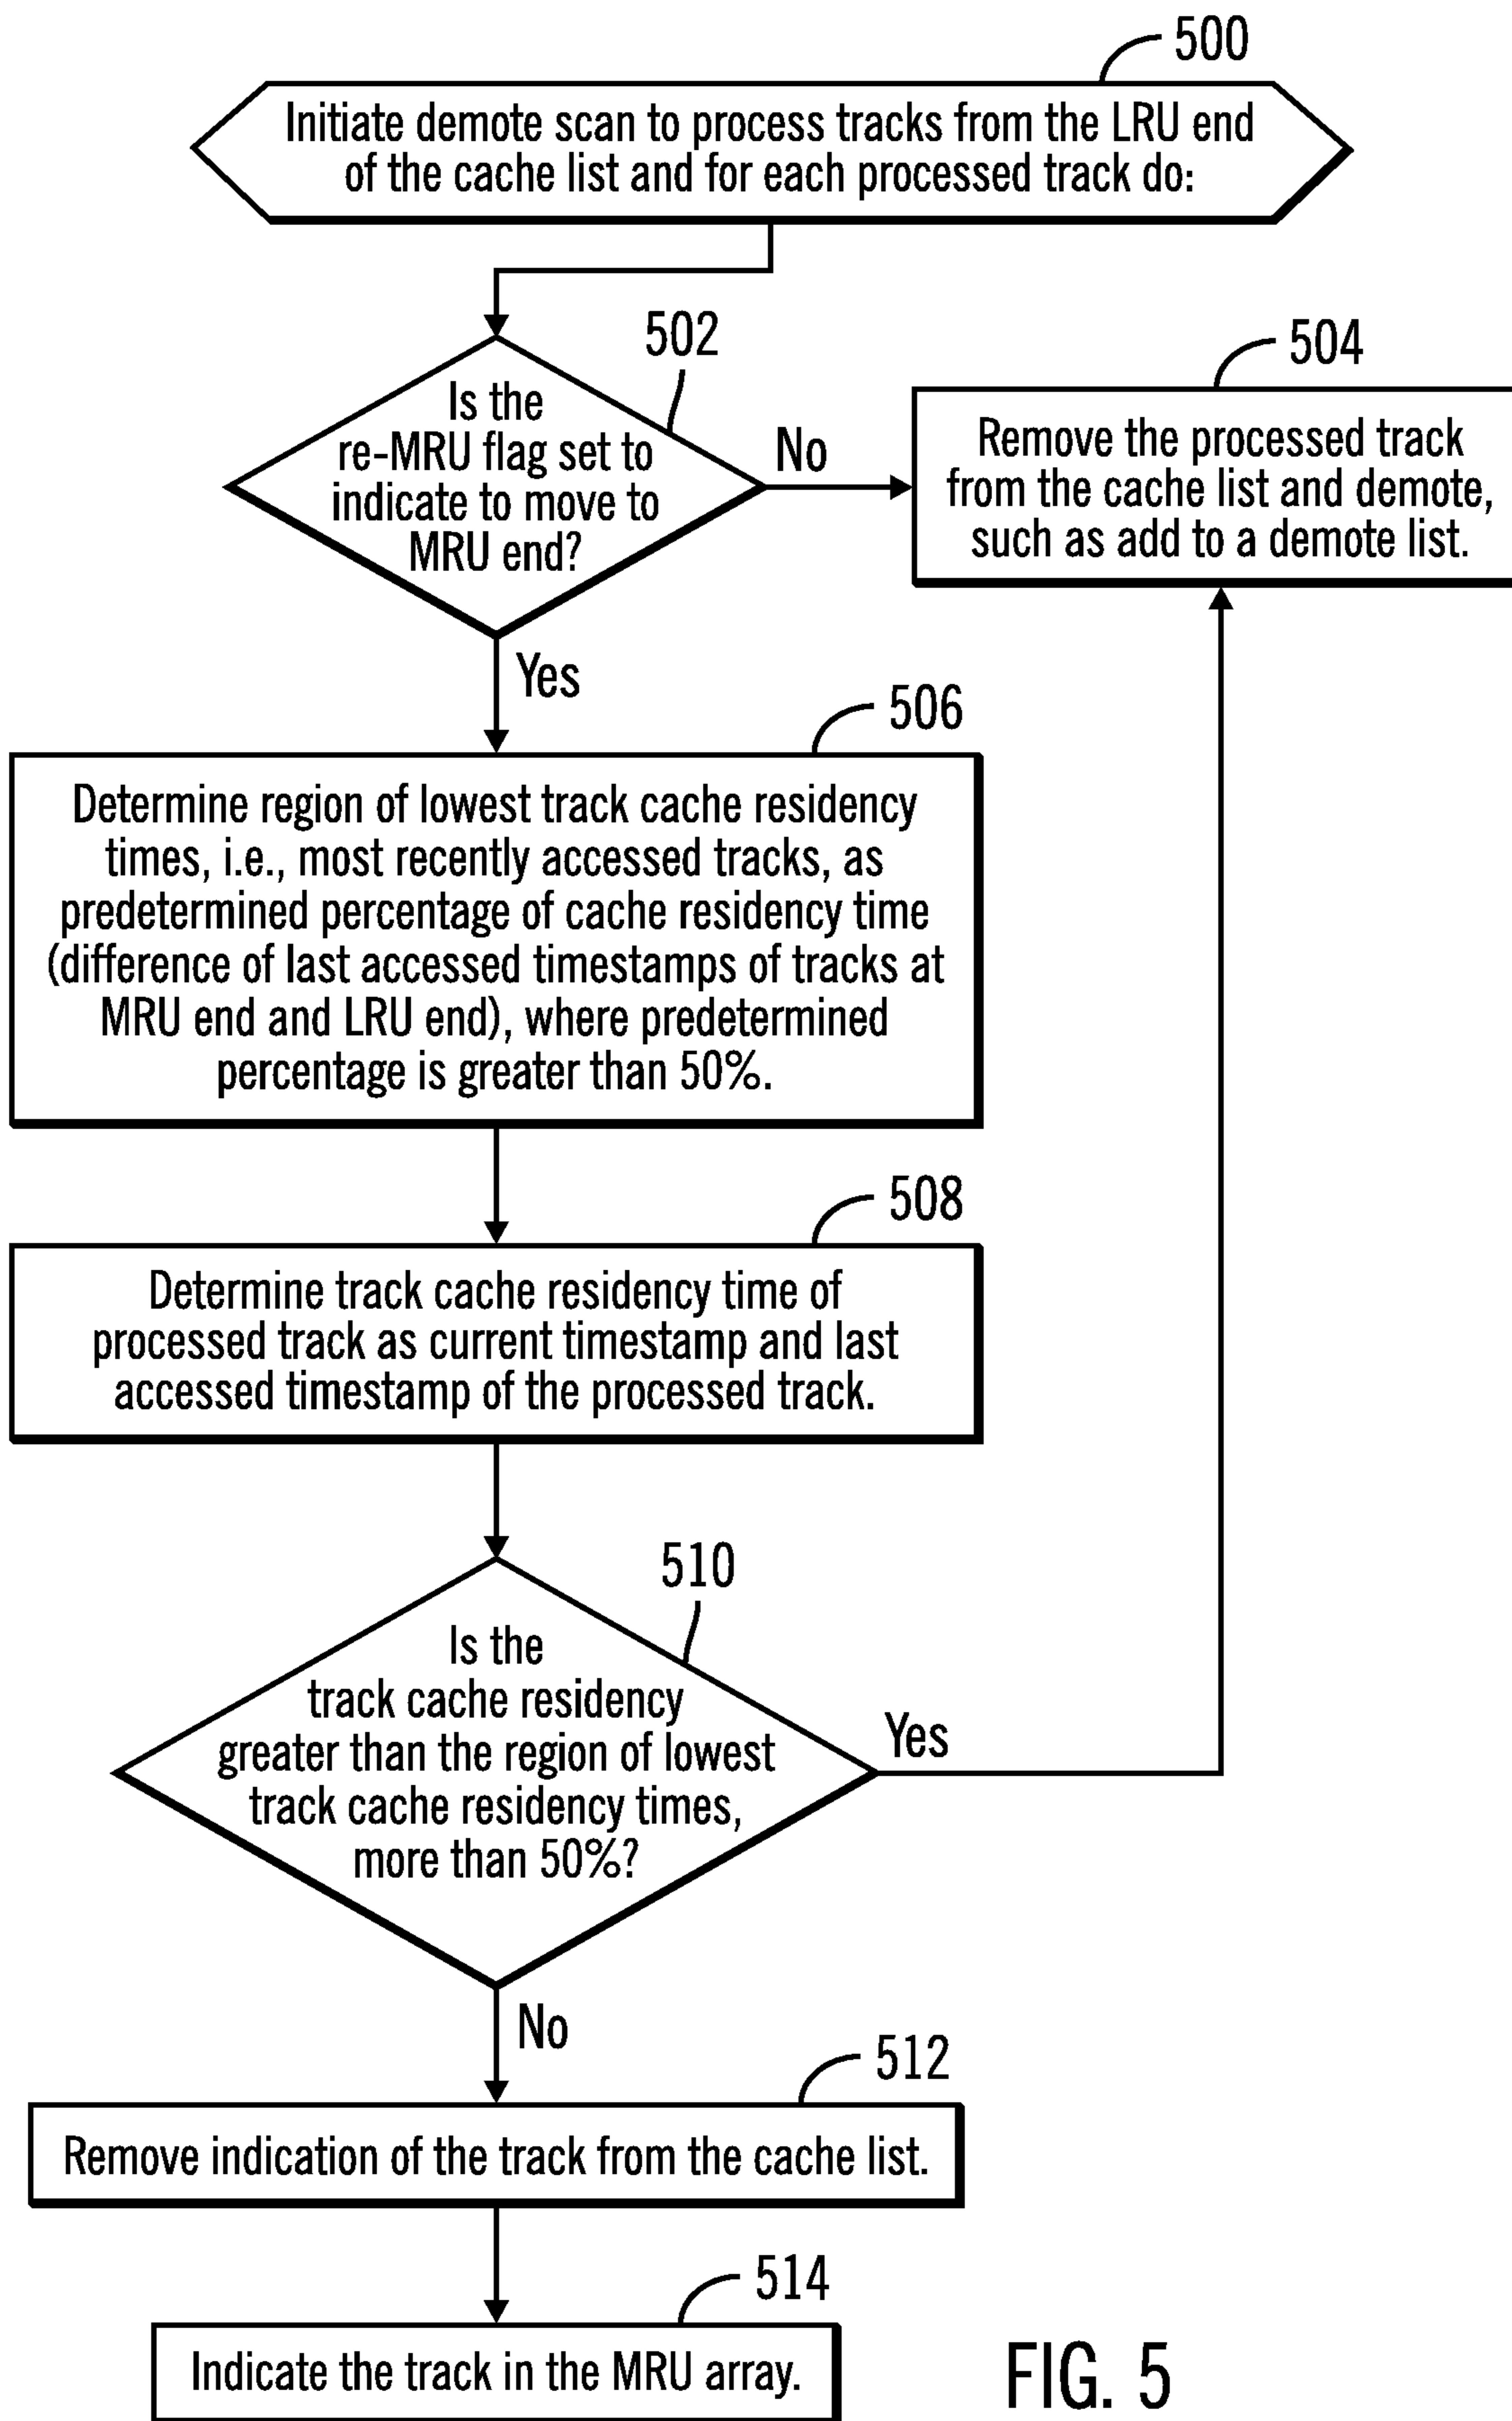 500
Initiate demote scan to process tracks from the LRU end
of the cache list and for each processed track do:
502
Is the
re-MRU flag set to
indicate to move to
MRU end?
No
504
Remove the processed track
from the cache list and demote,
such as add to a demote list.
Yes
506
Determine region of lowest track cache residency
times, i.e., most recently accessed tracks, as
predetermined percentage of cache residency time
(difference of last accessed timestamps of tracks at
MRU end and LRU end), where predetermined
percentage is greater than 50%.
508
Determine track cache residency time of
processed track as current timestamp and last
accessed timestamp of the processed track.
510
Is the
track cache residency
greater than the region of lowest
track cache residency times,
more than 50%?
Yes
No
512
Remove indication of the track from the cache list.
514
Indicate the track in the MRU array.
FIG. 5